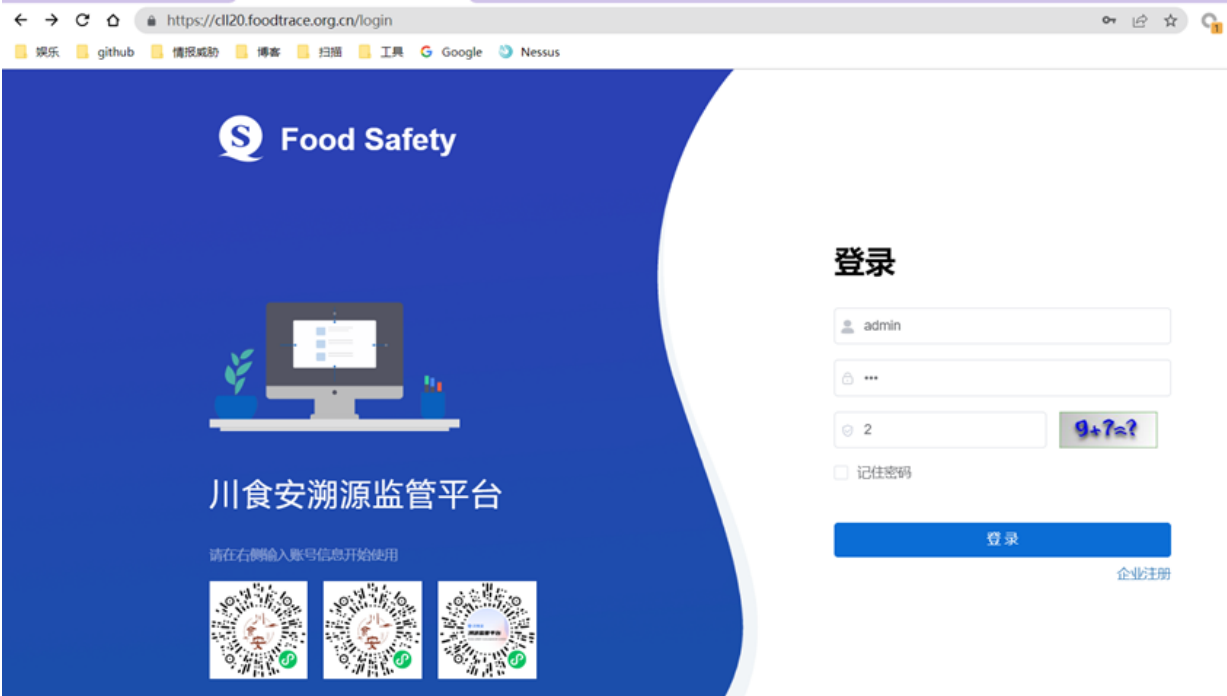 https://cll20.foodtrace.org.cn/login
娱乐 github 情报威胁 博客 扫描 工具 Google Nessus
S Food Safety
登录
admin
•••
2 9+7=?
记住密码
川食安溯源监管平台
登录
请在右侧输入账号信息开始使用
企业注册